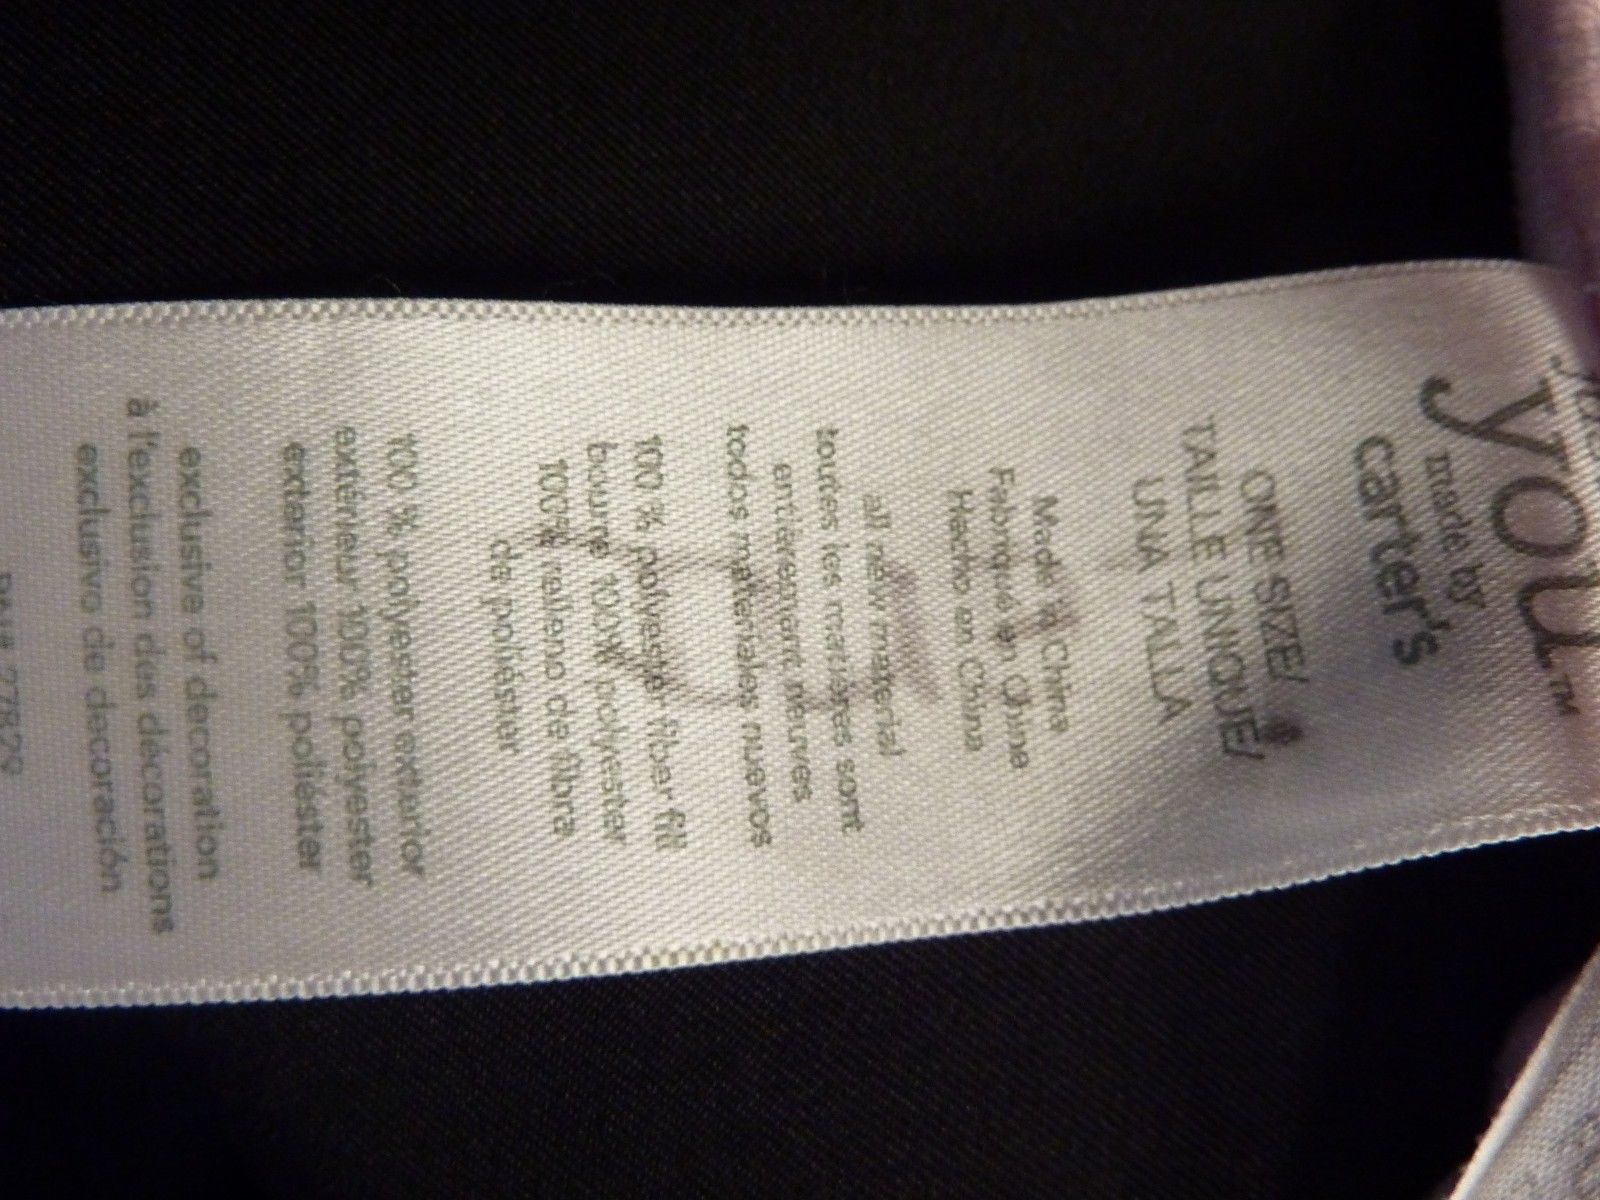 you™
made by
carter's
ONE SIZE/
TAILLE UNIQUE/
UNA TALLA
Made in China
Fabriqué en Chine
Hecho en China
all new material
toutes les matières sont
entièrement neuves
todos materiales nuevos
100 % polyester fiber fill
bourre 100% polyester
100% relleno de fibra
de poliéster
100 % polyester exterior
extérieur 100% polyester
exterior 100% poliéster
exclusive of decoration
à l'exclusion des décorations
exclusivo de decoración